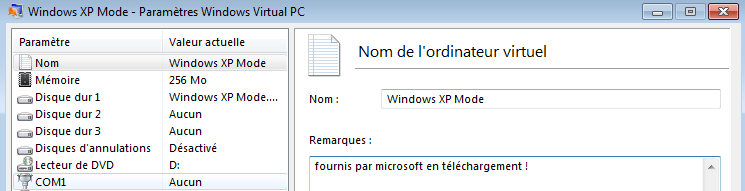 Windows XP Mode - Paramètres Windows Virtual PC
Paramètre Valeur actuelle
Nom Windows XP Mode
Mémoire 256 Mo
Disque dur 1 Windows XP Mode....
Disque dur 2 Aucun
Disque dur 3 Aucun
Disques d'annulations Désactivé
Lecteur de DVD D:
COM1 Aucun
Nom de l'ordinateur virtuel
Nom : Windows XP Mode
Remarques :
fournis par microsoft en téléchargement !